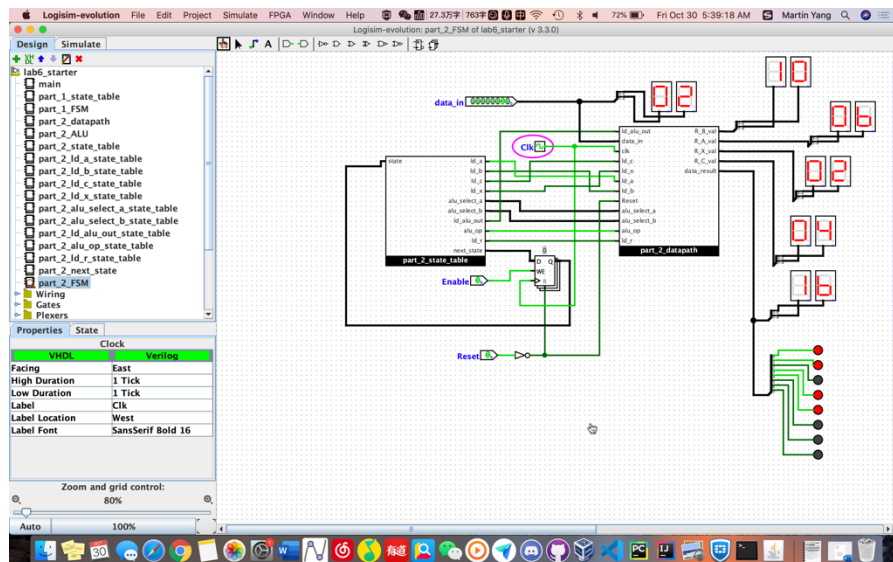 Logisim-evolution File Edit Project Simulate FPGA Window Help 27.3万字 763字 72% Fri Oct 30 5:39:18 AM Martin Yang
Logisim-evolution: part_2_FSM of lab6_starter (v 3.3.0)
Design Simulate
lab6_starter
main
part_1_state_table
part_1_FSM
part_2_datapath
part_2_ALU
part_2_state_table
part_2_ld_a_state_table
part_2_ld_b_state_table
part_2_ld_c_state_table
part_2_ld_x_state_table
part_2_alu_select_a_state_table
part_2_alu_select_b_state_table
part_2_ld_alu_out_state_table
part_2_alu_op_state_table
part_2_ld_r_state_table
part_2_next_state
part_2_FSM
Wiring
Gates
Plexers
Properties State
Clock
VHDL Verilog
Facing East
High Duration 1 Tick
Low Duration 1 Tick
Label Clk
Label Location West
Label Font SansSerif Bold 16
Zoom and grid control:
80%
Auto 100%
data_in
02
10
06
02
04
16
Clk
state
ld_a
ld_b
ld_c
ld_x
alu_select_a
alu_select_b
ld_alu_out
alu_op
ld_r
next_state
part_2_state_table
ld_alu_out R_B_val
data_in R_A_val
clk R_X_val
ld_c R_C_val
ld_x data_result
ld_a
ld_b
Reset
alu_select_a
alu_select_b
alu_op
ld_r
part_2_datapath
D Q
WE
Enable
Reset
30
有道
PC
IJ